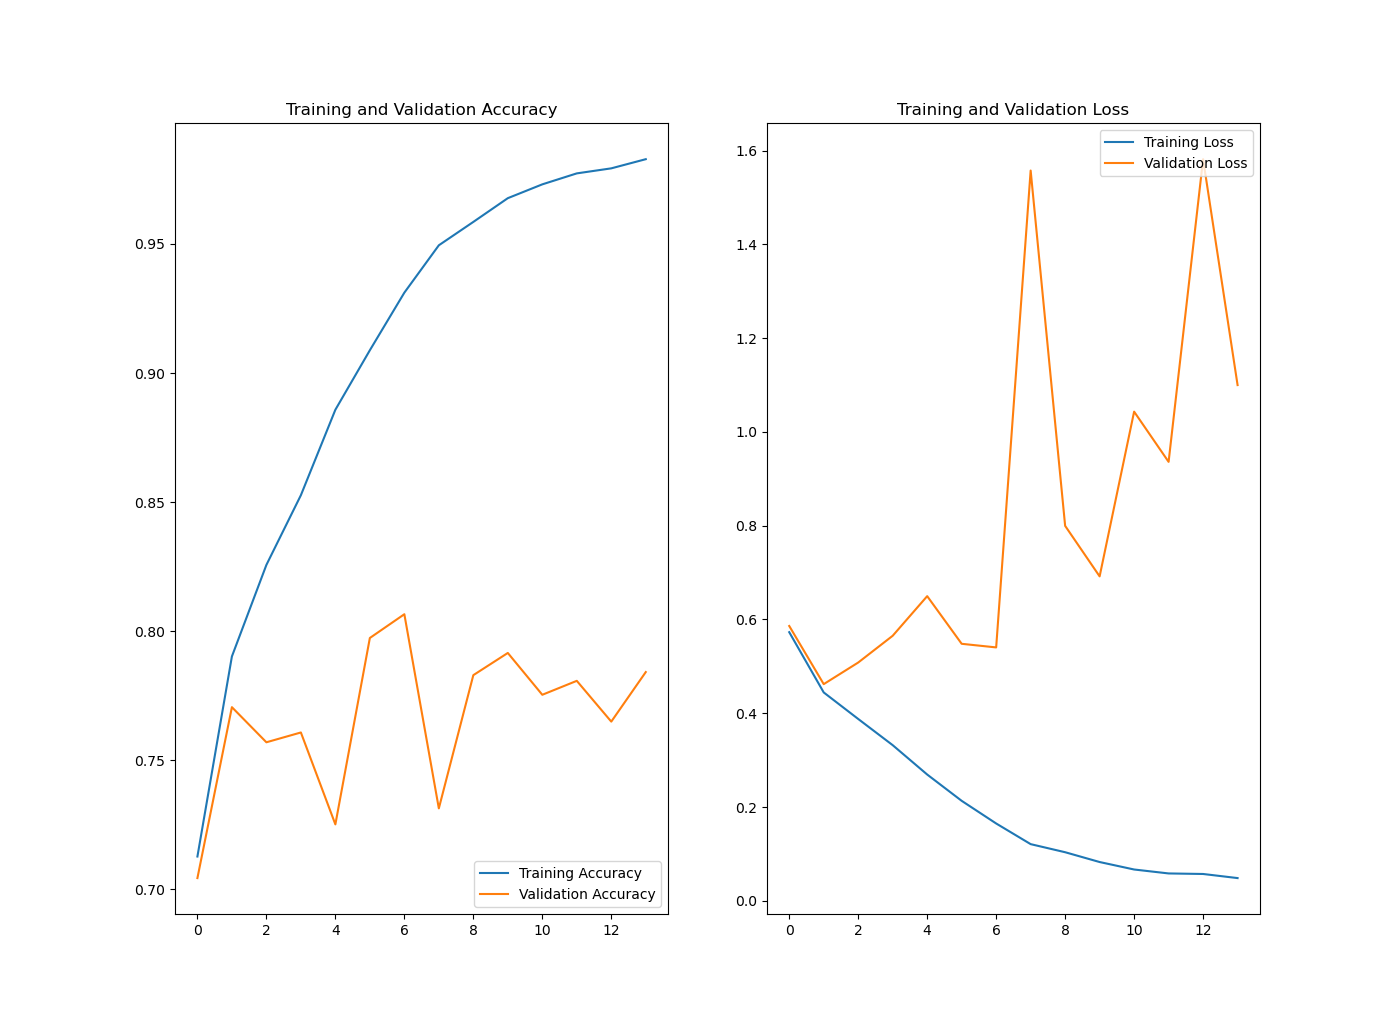 Training and Validation Accuracy
0.95
0.90
0.85
0.80
0.75
0.70
0 2 4 6 8 10 12
Training Accuracy
Validation Accuracy
Training and Validation Loss
1.6
1.4
1.2
1.0
0.8
0.6
0.4
0.2
0.0
0 2 4 6 8 10 12
Training Loss
Validation Loss